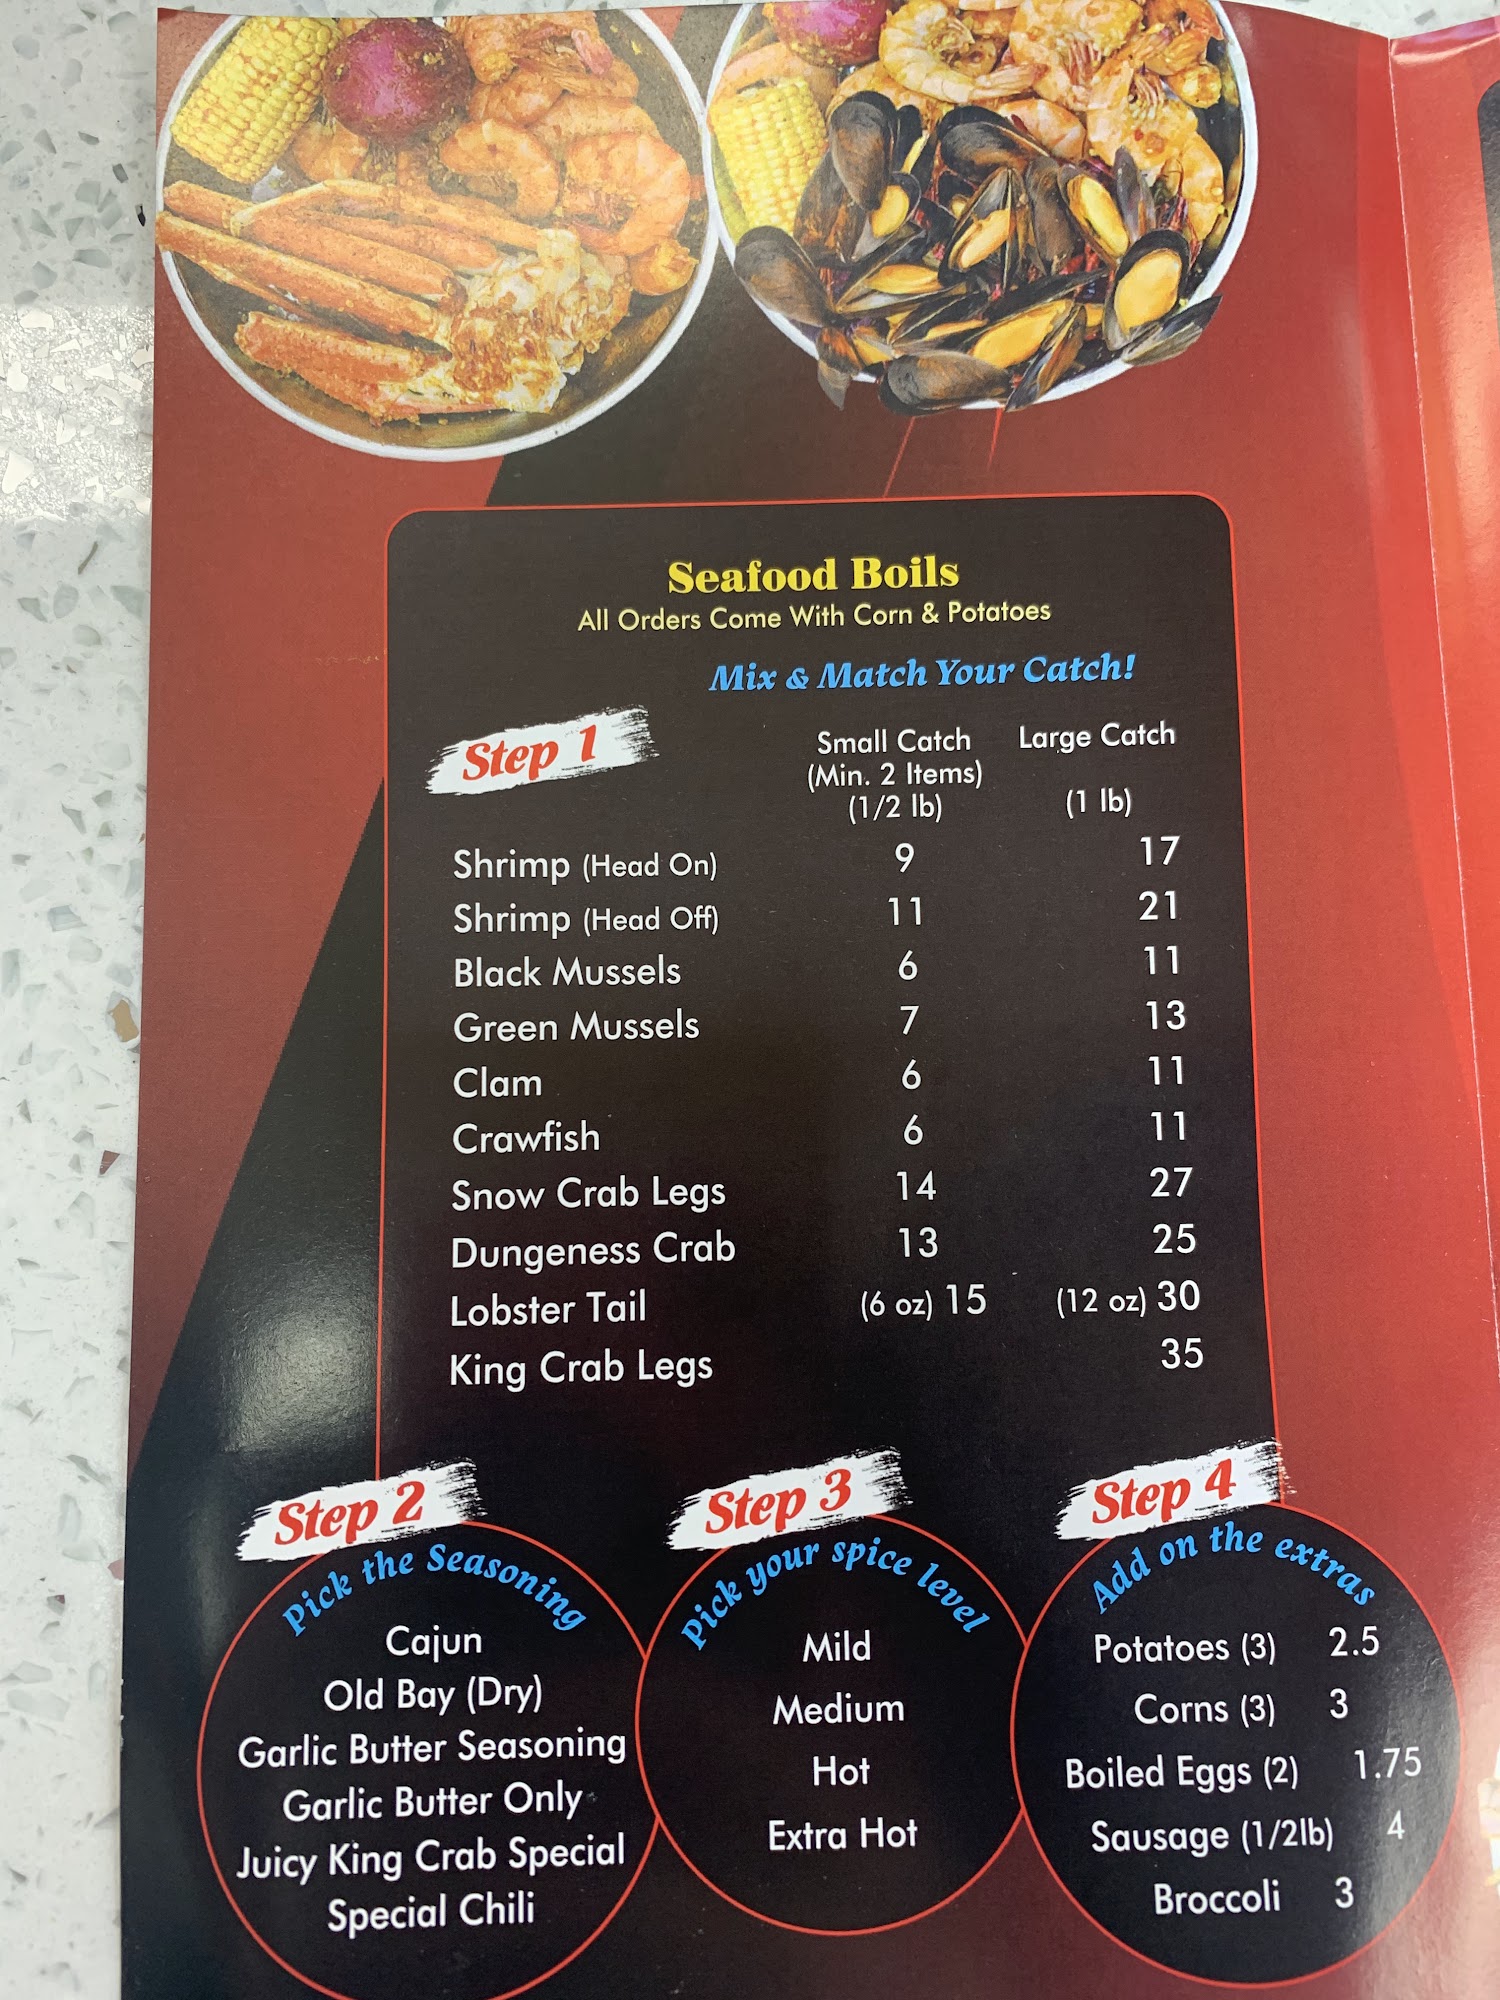 Seafood Boils
All Orders Come With Corn & Potatoes
Mix & Match Your Catch!
Step 1
Small Catch Large Catch
(Min. 2 Items)
(1/2 lb) (1 lb)
Shrimp (Head On) 9 17
Shrimp (Head Off) 11 21
Black Mussels 6 11
Green Mussels 7 13
Clam 6 11
Crawfish 6 11
Snow Crab Legs 14 27
Dungeness Crab 13 25
Lobster Tail (6 oz) 15 (12 oz) 30
King Crab Legs 35
Step 2
Pick the Seasoning
Cajun
Old Bay (Dry)
Garlic Butter Seasoning
Garlic Butter Only
Juicy King Crab Special
Special Chili
Step 3
Pick your spice level
Mild
Medium
Hot
Extra Hot
Step 4
Add on the extras
Potatoes (3) 2.5
Corns (3) 3
Boiled Eggs (2) 1.75
Sausage (1/2lb) 4
Broccoli 3